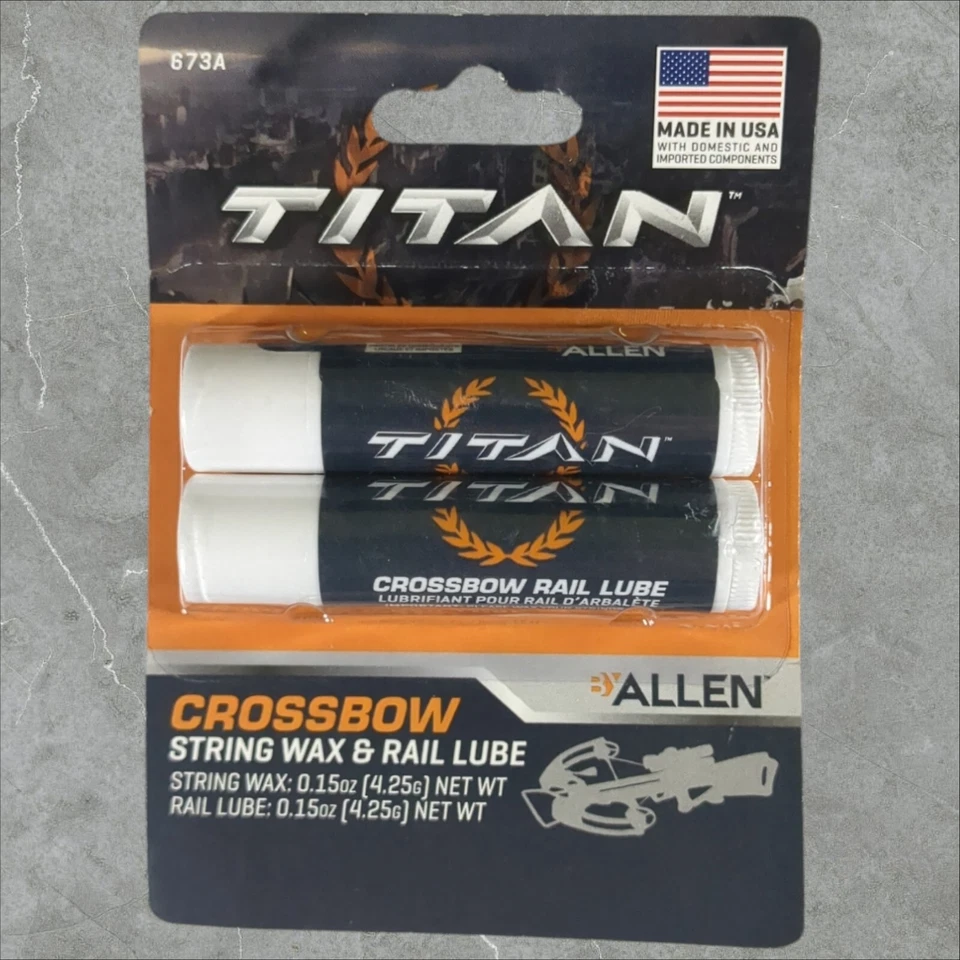 673A
MADE IN USA
WITH DOMESTIC AND
IMPORTED COMPONENTS
TITAN™
ALLEN
TITAN™
TITAN
CROSSBOW RAIL LUBE
LUBRIFIANT POUR RAIL D'ARBALÈTE
BY ALLEN™
CROSSBOW
STRING WAX & RAIL LUBE
STRING WAX: 0.15OZ (4.25G) NET WT
RAIL LUBE: 0.15OZ (4.25G) NET WT